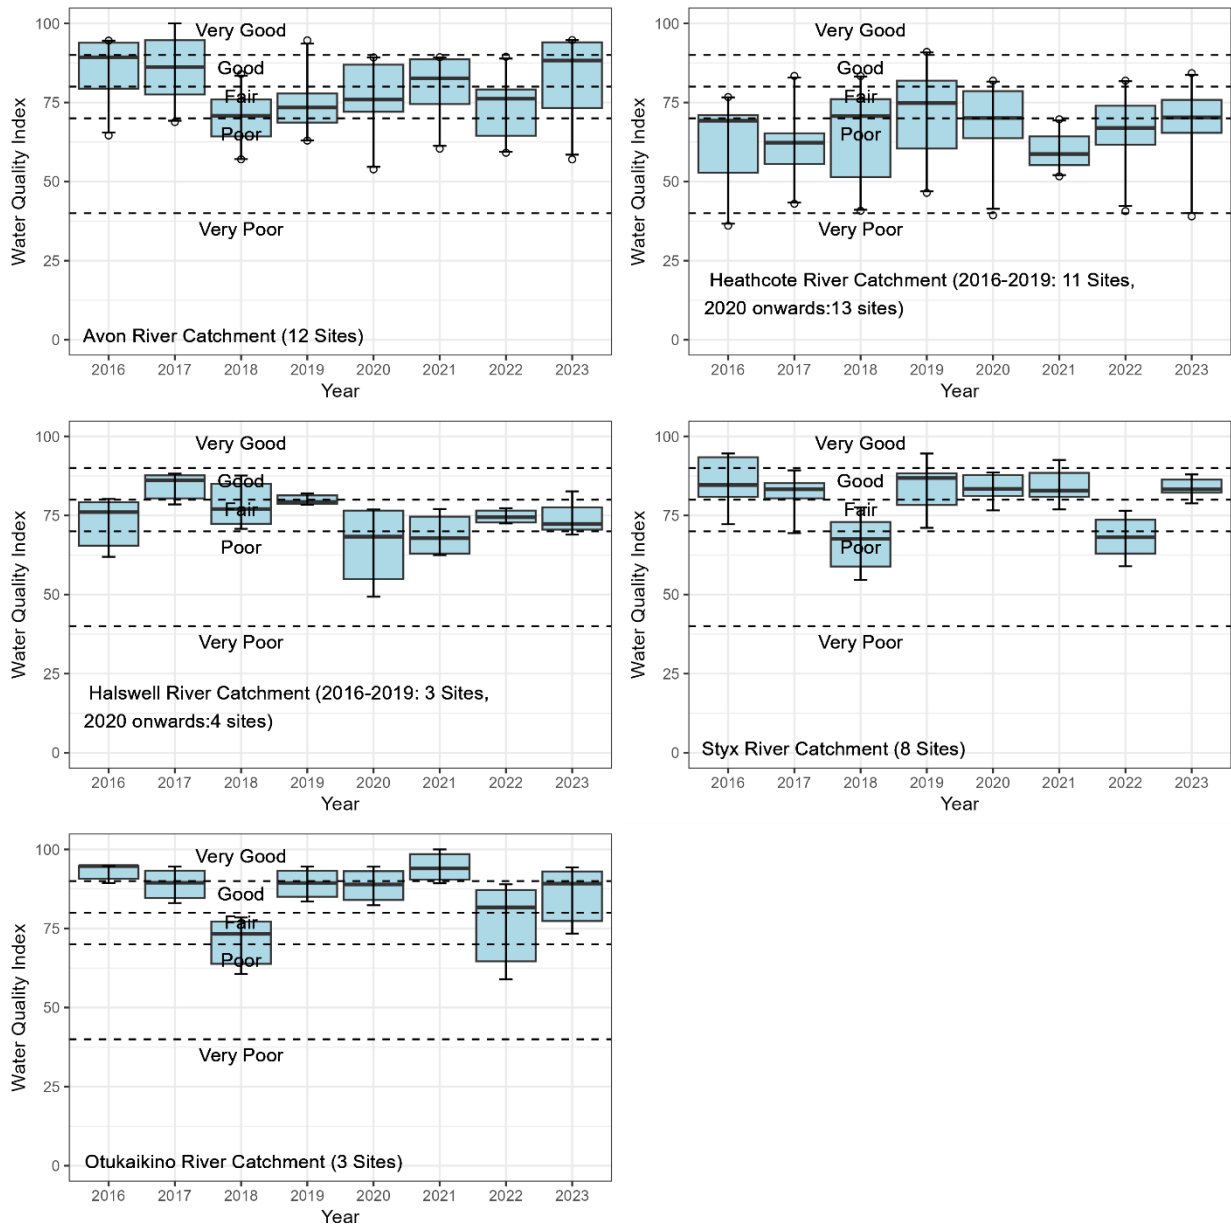 Water Quality Index
100
75
50
25
0
Very Good
Good
Fair
Poor
Very Poor
Avon River Catchment (12 Sites)
2016 2017 2018 2019 2020 2021 2022 2023
Year
Water Quality Index
100
75
50
25
0
Very Good
Good
Fair
Poor
Very Poor
Heathcote River Catchment (2016-2019: 11 Sites,
2020 onwards:13 sites)
2016 2017 2018 2019 2020 2021 2022 2023
Year
Water Quality Index
100
75
50
25
0
Very Good
Good
Fair
Poor
Very Poor
Halswell River Catchment (2016-2019: 3 Sites,
2020 onwards:4 sites)
2016 2017 2018 2019 2020 2021 2022 2023
Year
Water Quality Index
100
75
50
25
0
Very Good
Good
Fair
Poor
Very Poor
Styx River Catchment (8 Sites)
2016 2017 2018 2019 2020 2021 2022 2023
Year
Water Quality Index
100
75
50
25
0
Very Good
Good
Fair
Poor
Very Poor
Otukaikino River Catchment (3 Sites)
2016 2017 2018 2019 2020 2021 2022 2023
Year